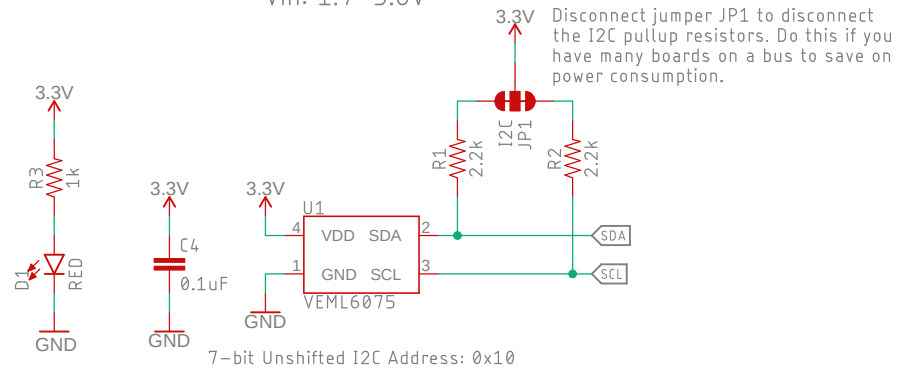 3.3V
Disconnect jumper JP1 to disconnect
the I2C pullup resistors. Do this if you
have many boards on a bus to save on
power consumption.
I2C
JP1
R1
2.2k
R2
2.2k
3.3V
R3
1k
D1
RED
GND
3.3V
C4
0.1uF
GND
3.3V
U1
4 VDD SDA 2
1 GND SCL 3
VEML6075
GND
SDA
SCL
7-bit Unshifted I2C Address: 0x10